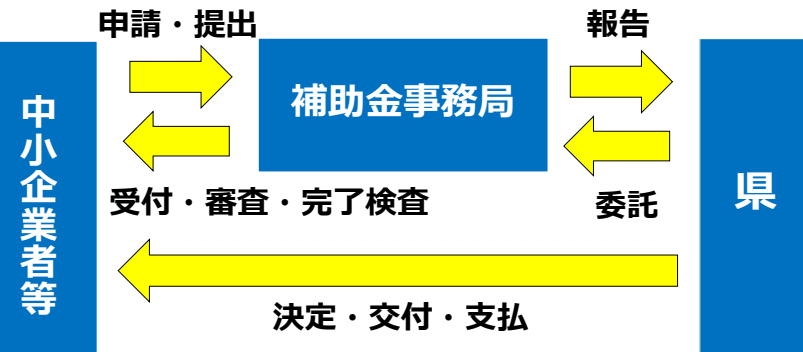 申請・提出
報告
中小企業者等
補助金事務局
県
受付・審査・完了検査
委託
決定・交付・支払